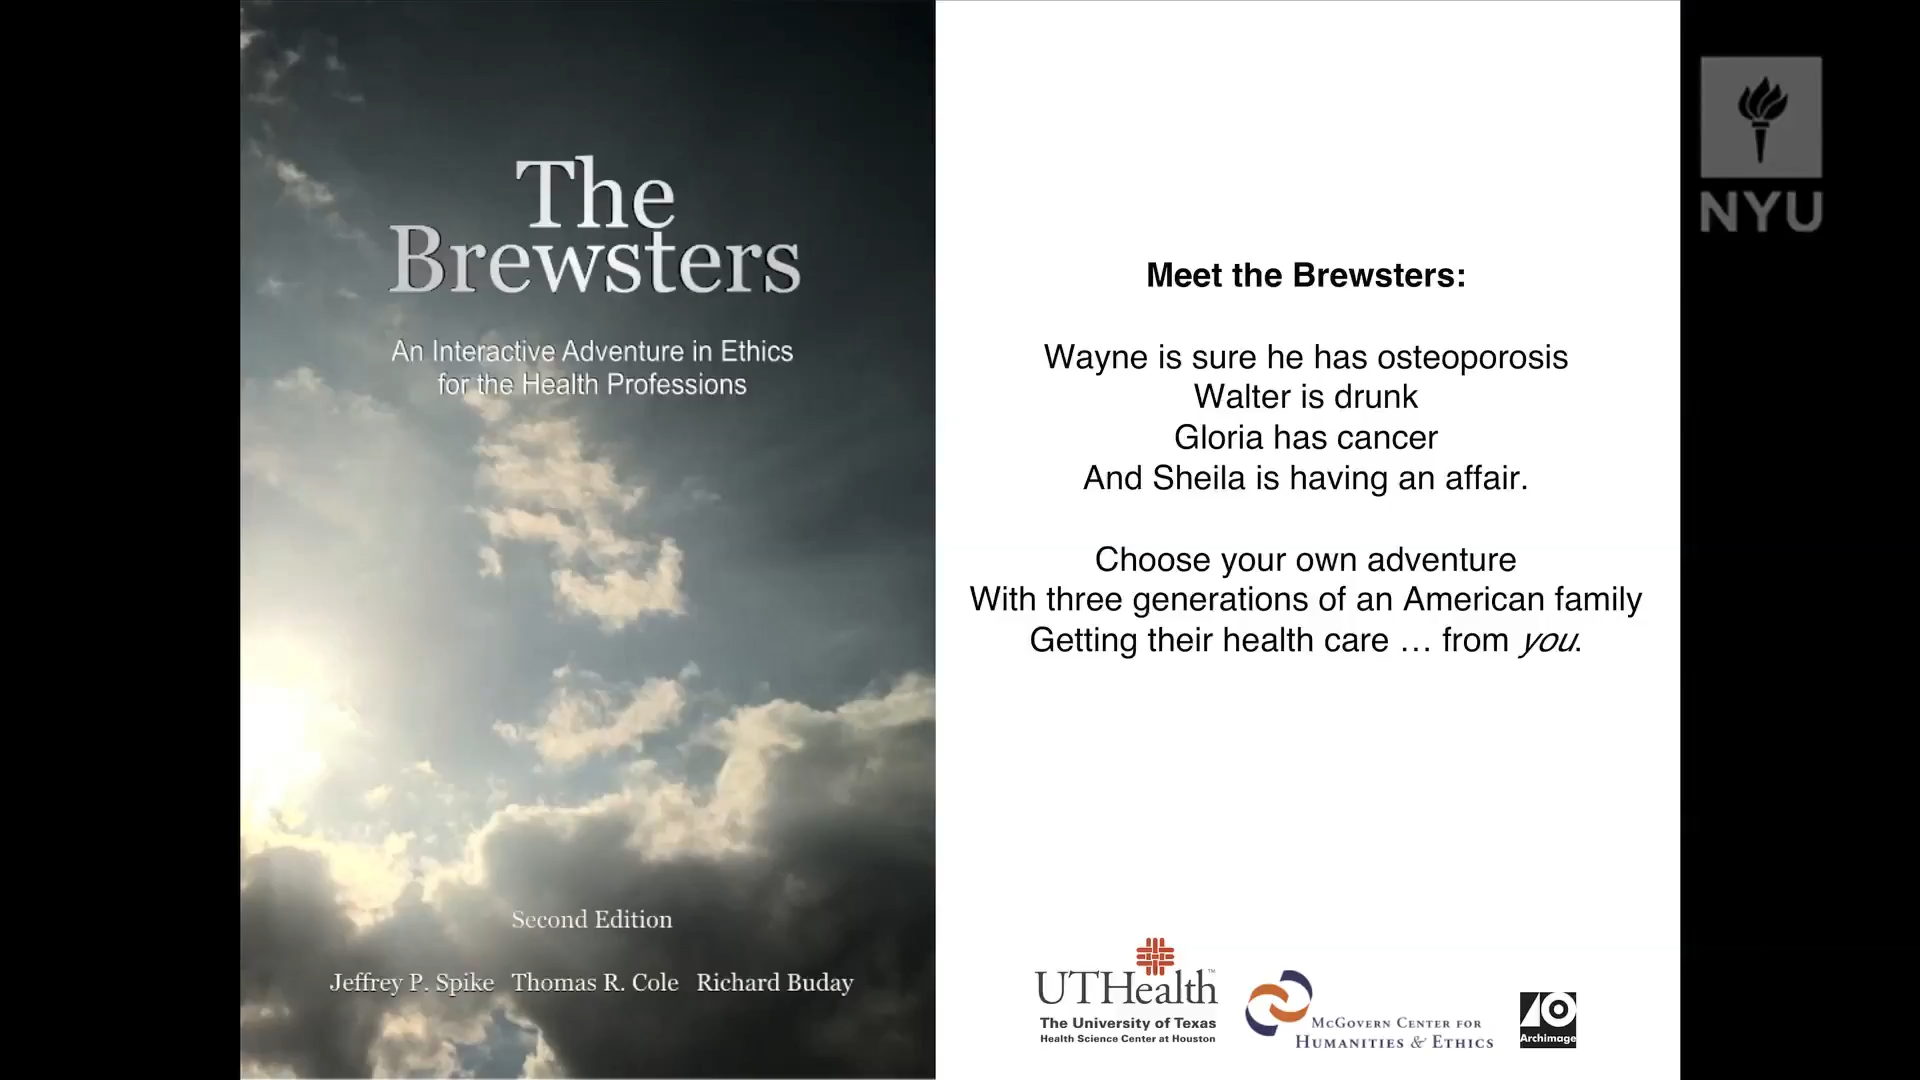 The
Brewsters
An Interactive Adventure in Ethics
for the Health Professions
Second Edition
Jeffrey P. Spike Thomas R. Cole Richard Buday
Meet the Brewsters:
Wayne is sure he has osteoporosis
Walter is drunk
Gloria has cancer
And Sheila is having an affair.
Choose your own adventure
With three generations of an American family
Getting their health care … from you.
UTHealth™
The University of Texas
Health Science Center at Houston
McGovern Center for
Humanities & Ethics
Archimage
NYU